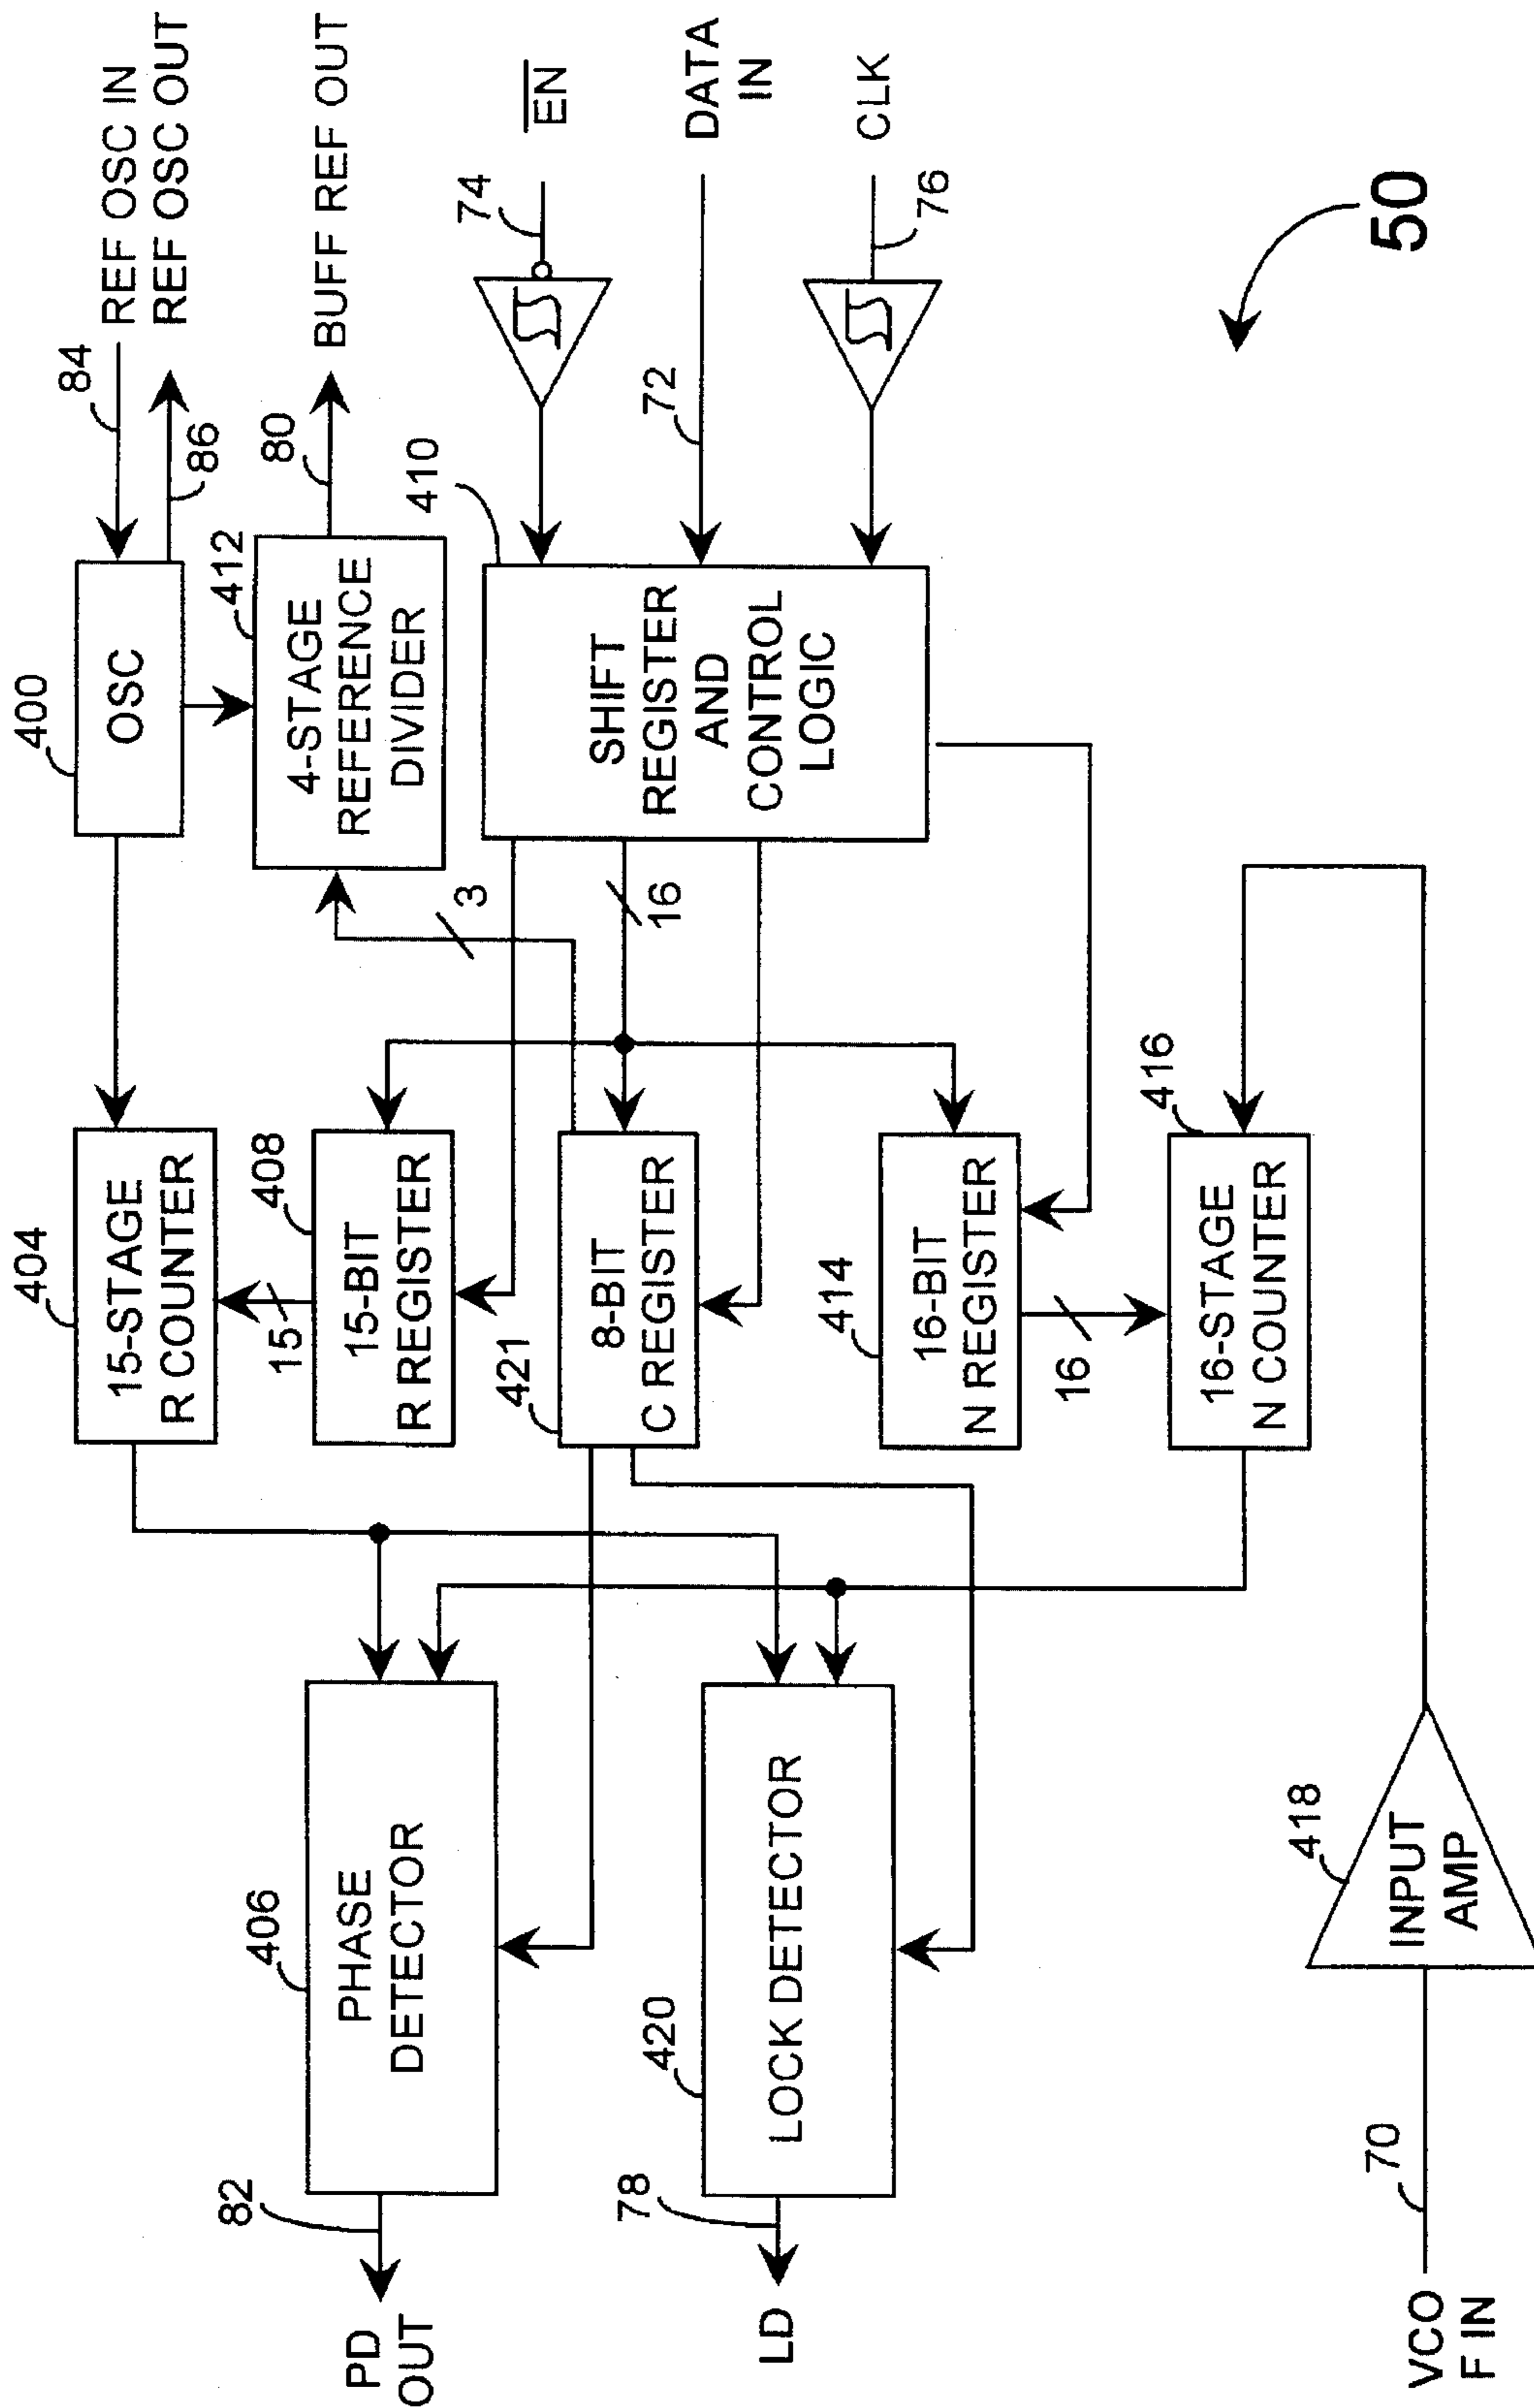 REF OSC IN
REF OSC OUT
84
86
BUFF REF OUT
80
EN
74
DATA
IN
72
CLK
76
50
400
OSC
412
4-STAGE
REFERENCE
DIVIDER
410
SHIFT
REGISTER
AND
CONTROL
LOGIC
3
16
404
15-STAGE
R COUNTER
15
408
15-BIT
R REGISTER
421
8-BIT
C REGISTER
414
16-BIT
N REGISTER
16
416
16-STAGE
N COUNTER
406
PHASE
DETECTOR
82
PD
OUT
420
LOCK DETECTOR
78
LD
418
INPUT
AMP
70
VCO
F IN